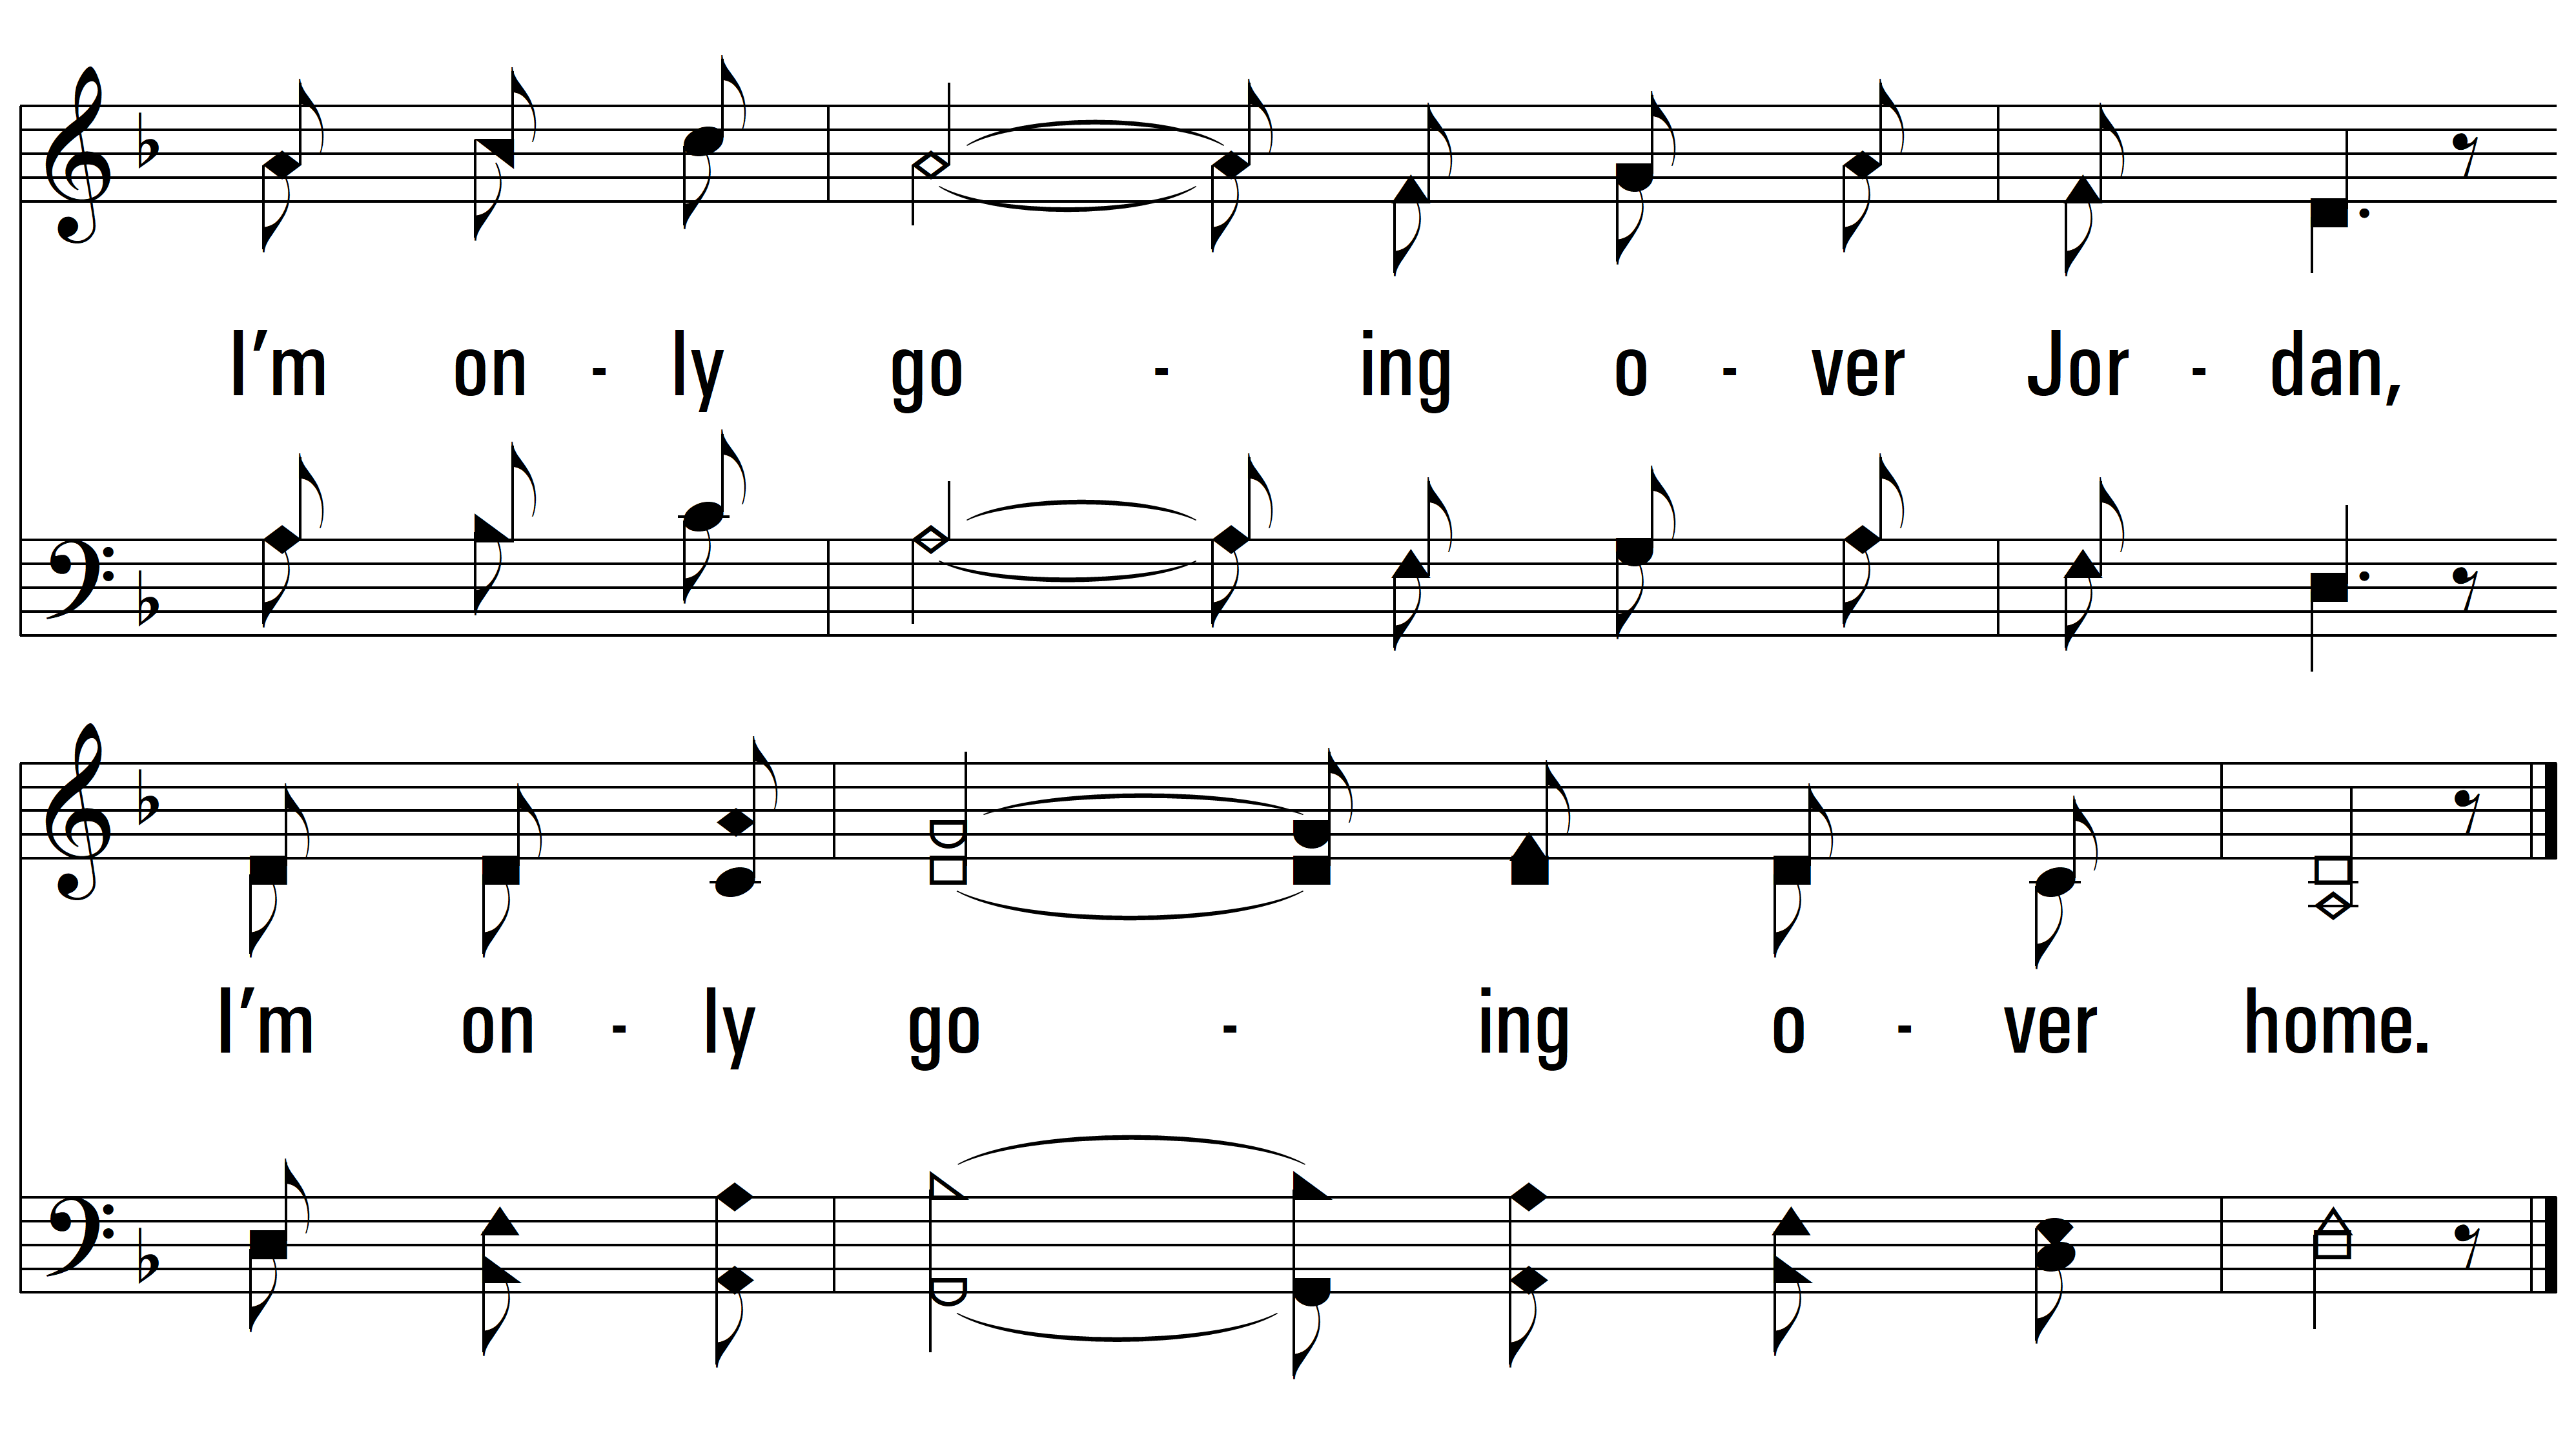 I’m on - ly go - ing o - ver Jor - dan,
I’m on - ly go - ing o - ver home.